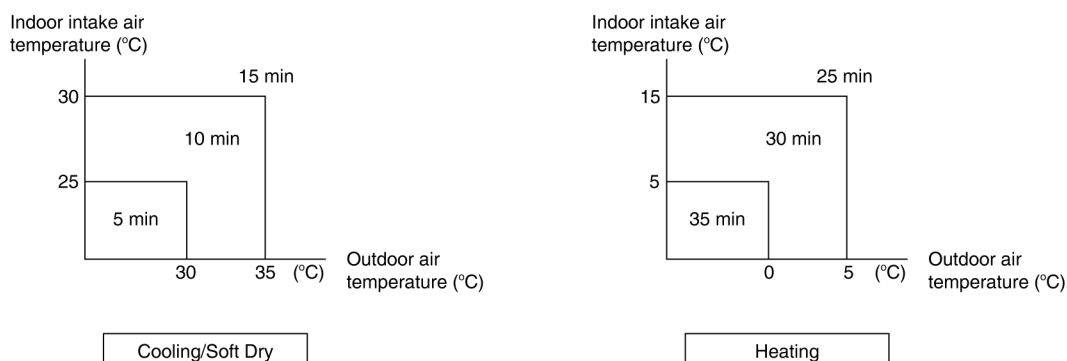 Indoor intake air
temperature (°C)
15 min
30
10 min
25
5 min
30 35 (°C)
Outdoor air
temperature (°C)
Cooling/Soft Dry
Indoor intake air
temperature (°C)
25 min
15
30 min
5
35 min
0 5 (°C)
Outdoor air
temperature (°C)
Heating